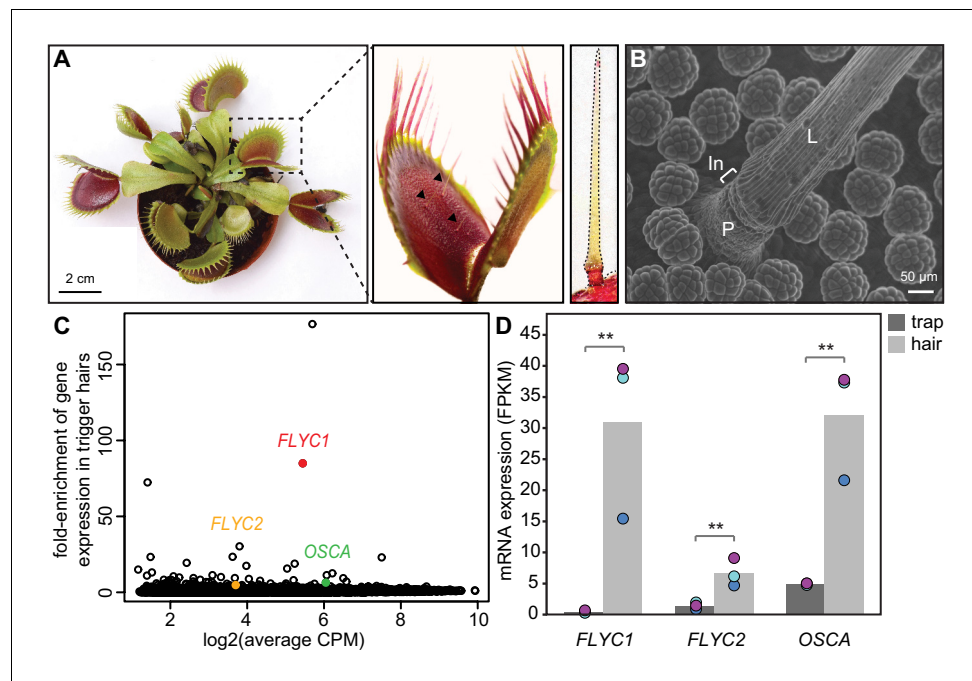 A
2 cm
B
In
L
P
50 µm
C
fold-enrichment of gene
expression in trigger hairs
150
100
50
0
FLYC1
FLYC2
OSCA
2
4
6
8
10
log2(average CPM)
D
trap
hair
mRNA expression (FPKM)
45
40
35
30
25
20
15
10
5
0
**
**
**
FLYC1
FLYC2
OSCA